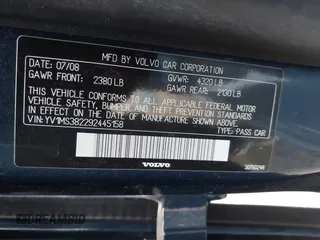 MFD BY VOLVO CAR CORPORATION
DATE: 07/08
GVWR: 4320 LB
GAWR FRONT: 2380 LB
GAWR REAR: 2130 LB
THIS VEHICLE CONFORMS TO ALL APPLICABLE FEDERAL MOTOR
VEHICLE SAFETY, BUMPER AND THEFT PREVENTION STANDARDS IN
EFFECT ON THE DATE OF MANUFACTURE SHOWN ABOVE.
VIN: YV1MS382292445158
TYPE: PASS CAR
VOLVO